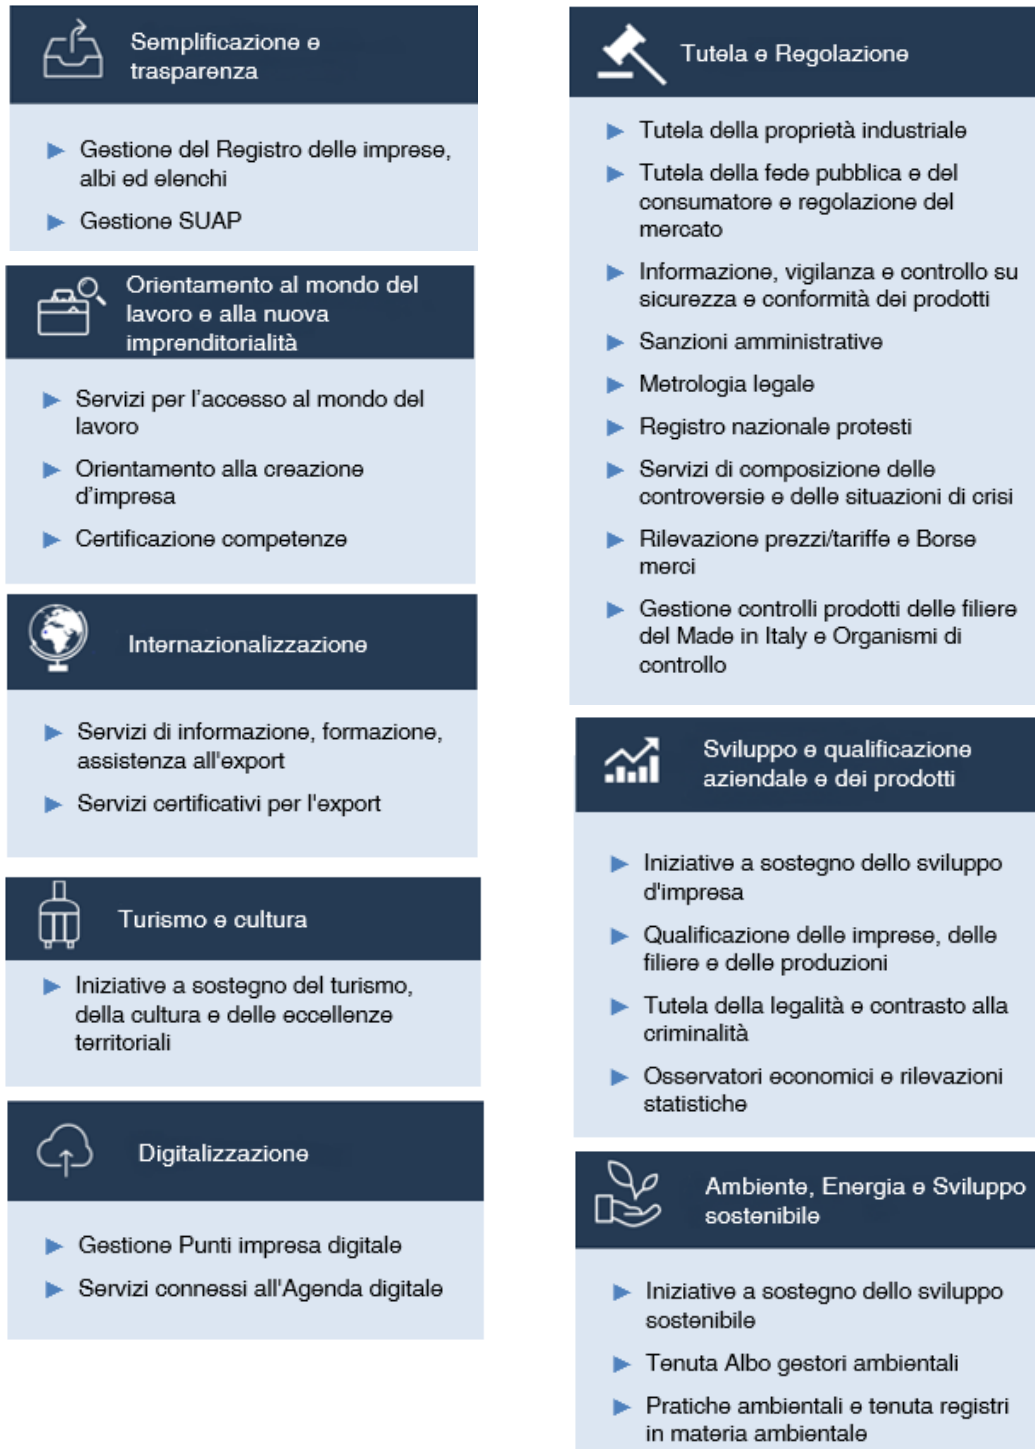 Semplificazione e
trasparenza
Gestione del Registro delle imprese,
albi ed elenchi
Gestione SUAP
Orientamento al mondo del
lavoro e alla nuova
imprenditorialità
Servizi per l'accesso al mondo del
lavoro
Orientamento alla creazione
d'impresa
Certificazione competenze
Internazionalizzazione
Servizi di informazione, formazione,
assistenza all'export
Servizi certificativi per l'export
Turismo e cultura
Iniziative a sostegno del turismo,
della cultura e delle eccellenze
territoriali
Digitalizzazione
Gestione Punti impresa digitale
Servizi connessi all'Agenda digitale
Tutela e Regolazione
Tutela della proprietà industriale
Tutela della fede pubblica e del
consumatore e regolazione del
mercato
Informazione, vigilanza e controllo su
sicurezza e conformità dei prodotti
Sanzioni amministrative
Metrologia legale
Registro nazionale protesti
Servizi di composizione delle
controversie e delle situazioni di crisi
Rilevazione prezzi/tariffe e Borse
merci
Gestione controlli prodotti delle filiere
del Made in Italy e Organismi di
controllo
Sviluppo e qualificazione
aziendale e dei prodotti
Iniziative a sostegno dello sviluppo
d'impresa
Qualificazione delle imprese, delle
filiere e delle produzioni
Tutela della legalità e contrasto alla
criminalità
Osservatori economici e rilevazioni
statistiche
Ambiente, Energia e Sviluppo
sostenibile
Iniziative a sostegno dello sviluppo
sostenibile
Tenuta Albo gestori ambientali
Pratiche ambientali e tenuta registri
in materia ambientale